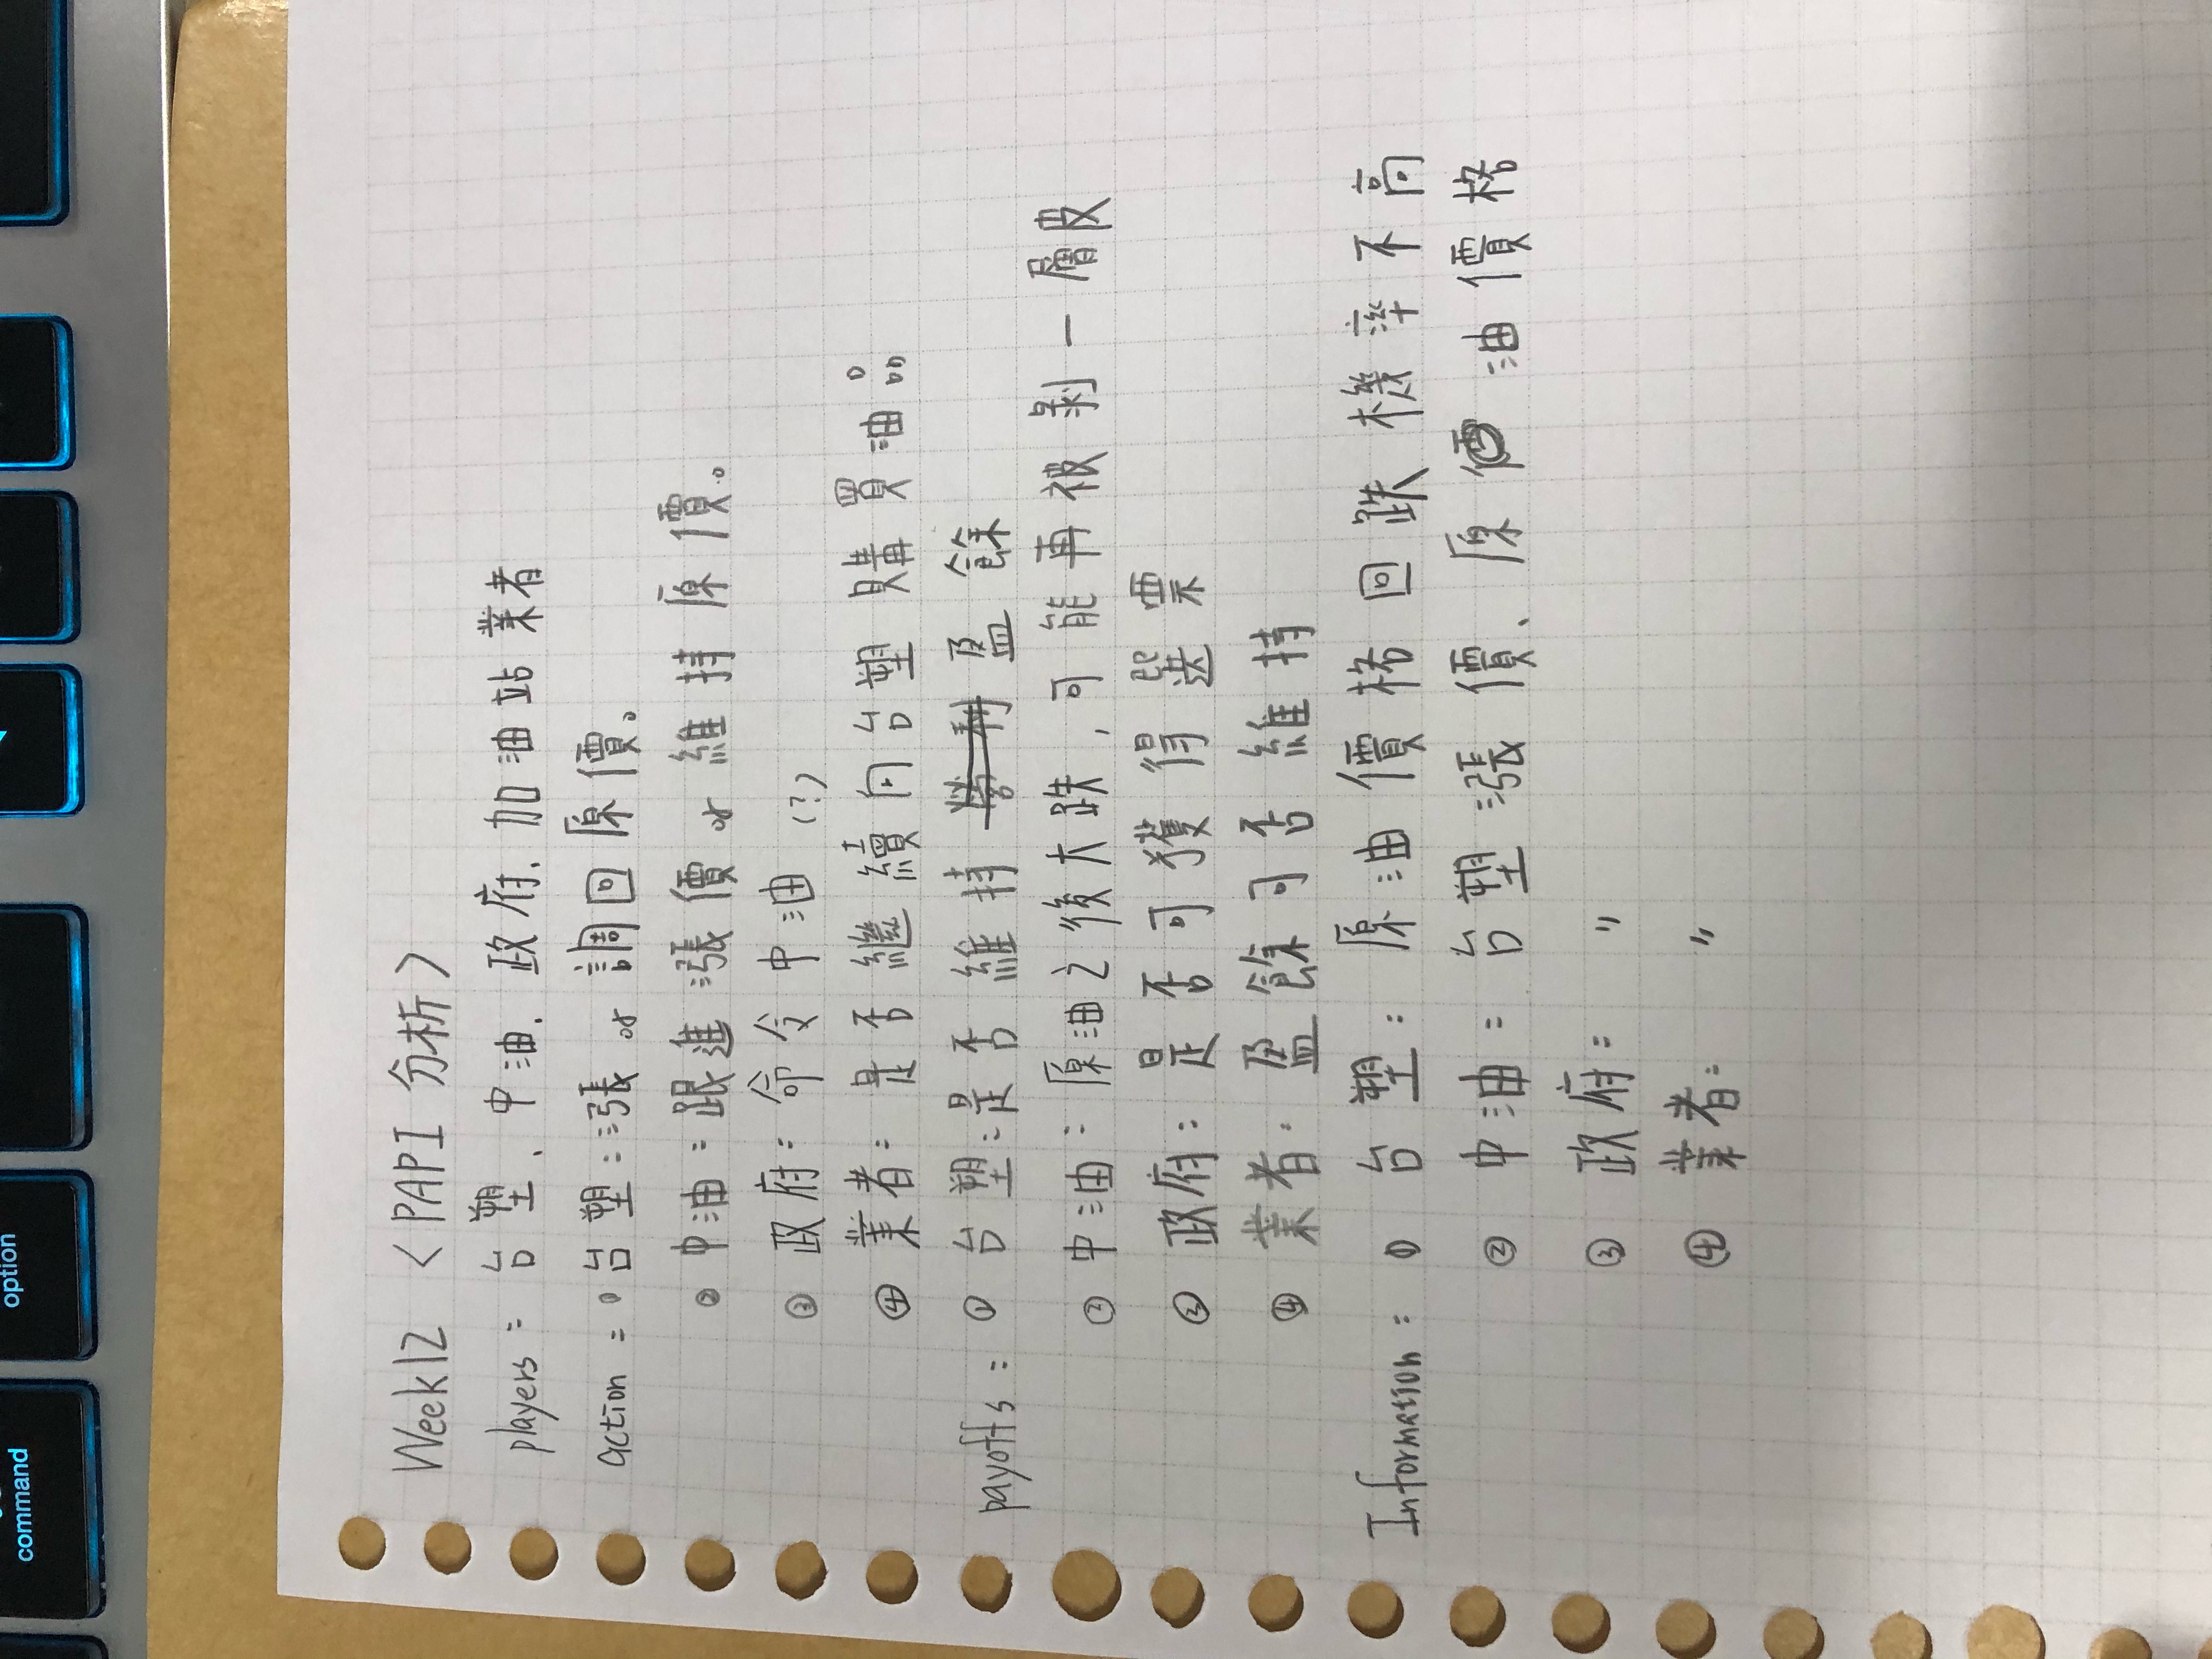 command
option
Week12 〈PAPI 分析〉
players = 台塑、中油、政府、加油站業者
action = ① 台塑 = 漲 or 調回原價。
② 中油 = 跟進漲價 or 維持原價。
③ 政府 = 命令中油 (?)
④ 業者 = 是否繼續向台塑購買油品
payoffs = ① 台塑 = 是否維持 營利 盈餘
② 中油 = 原油之後大跌,可能再被剝一層皮
③ 政府 = 是否可獲得選票
④ 業者 = 盈餘可否維持
Information = ① 台塑 = 原油價格回跌機率不高
② 中油 = 台塑漲價、原油價格
③ 政府 = 〃
④ 業者 = 〃